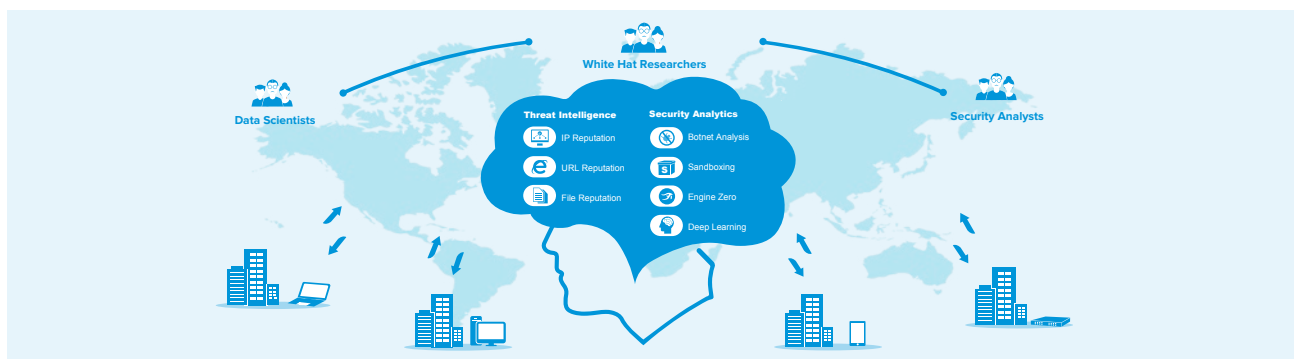 White Hat Researchers
Data Scientists
Security Analysts
Threat Intelligence
IP Reputation
URL Reputation
File Reputation
Security Analytics
Botnet Analysis
Sandboxing
Engine Zero
Deep Learning